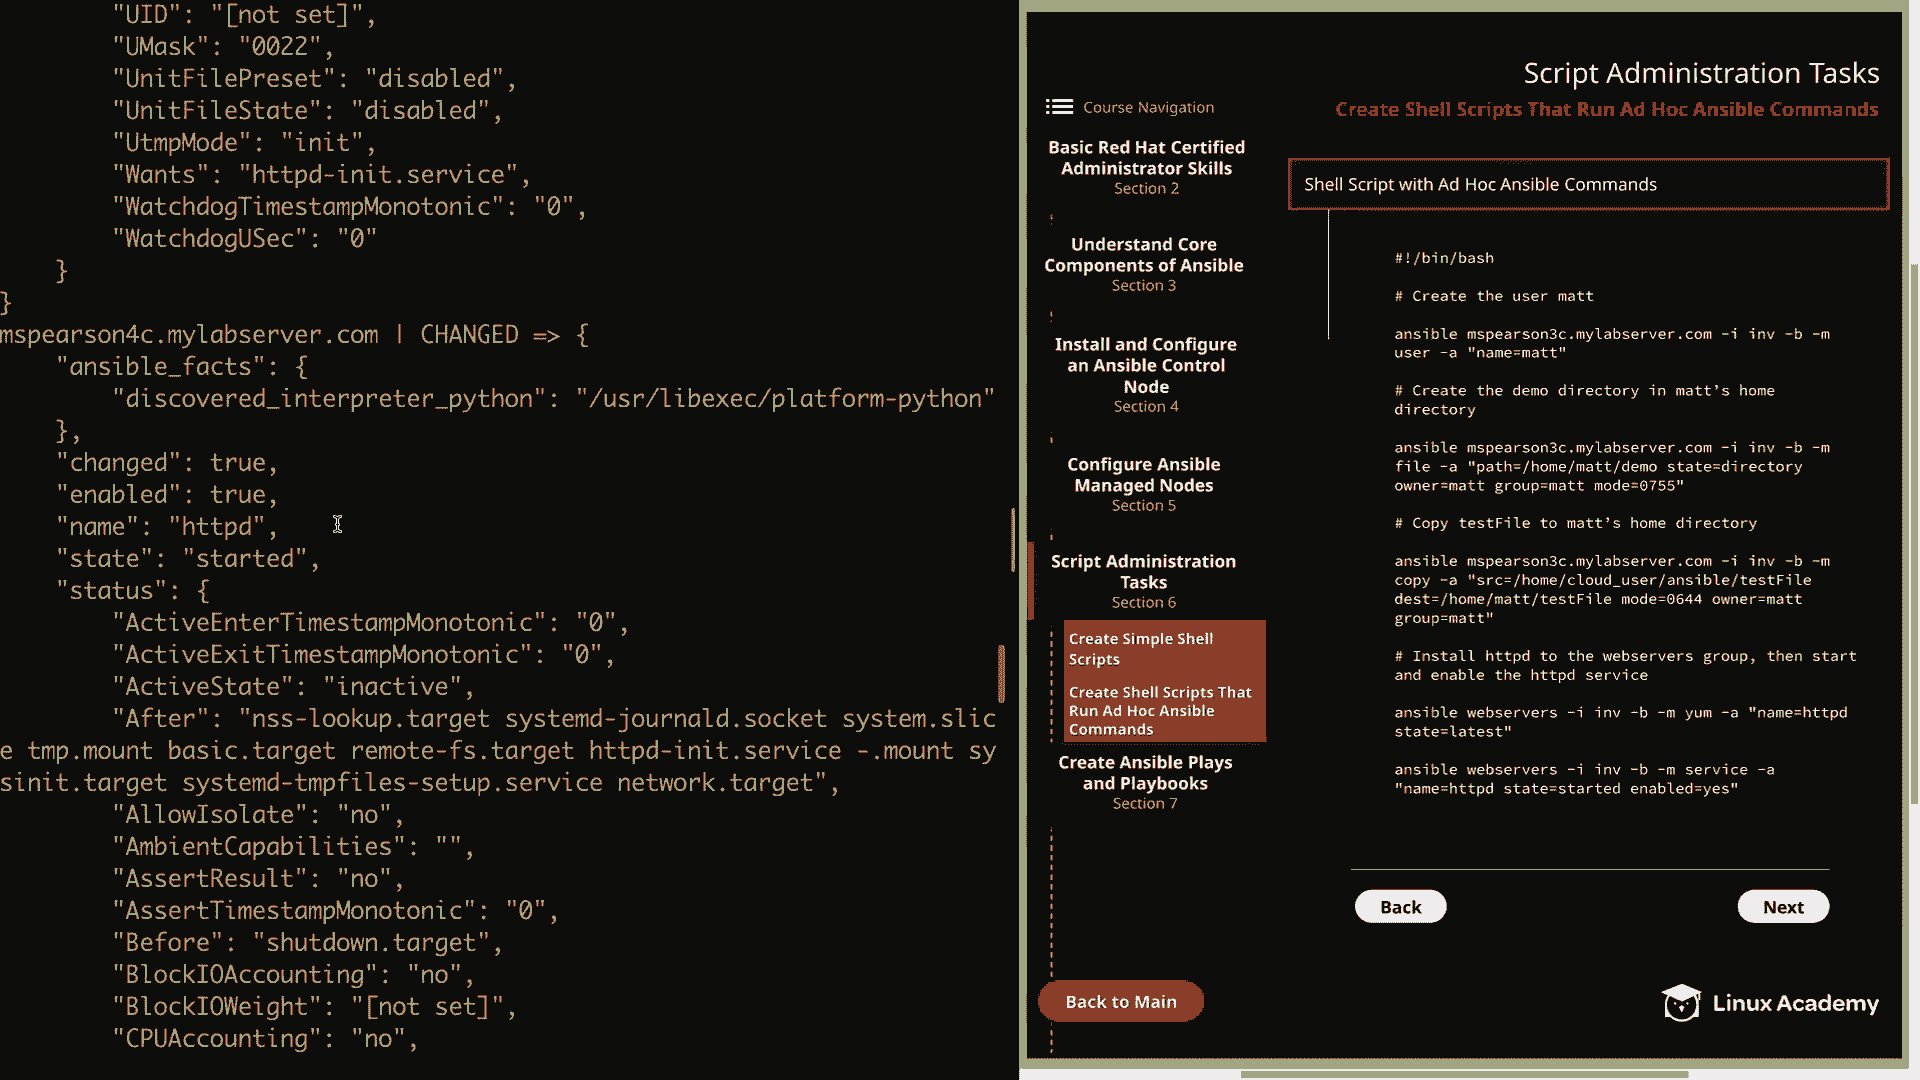 "UID": "[not set]",
"UMask": "0022",
"UnitFilePreset": "disabled",
"UnitFileState": "disabled",
"UtmpMode": "init",
"Wants": "httpd-init.service",
"WatchdogTimestampMonotonic": "0",
"WatchdogUSec": "0"
}
}
mspearson4c.mylabserver.com | CHANGED => {
"ansible_facts": {
"discovered_interpreter_python": "/usr/libexec/platform-python"
},
"changed": true,
"enabled": true,
"name": "httpd",
"state": "started",
"status": {
"ActiveEnterTimestampMonotonic": "0",
"ActiveExitTimestampMonotonic": "0",
"ActiveState": "inactive",
"After": "nss-lookup.target systemd-journald.socket system.slic
e tmp.mount basic.target remote-fs.target httpd-init.service -.mount sy
sinit.target systemd-tmpfiles-setup.service network.target",
"AllowIsolate": "no",
"AmbientCapabilities": "",
"AssertResult": "no",
"AssertTimestampMonotonic": "0",
"Before": "shutdown.target",
"BlockIOAccounting": "no",
"BlockIOWeight": "[not set]",
"CPUAccounting": "no",
Script Administration Tasks
Create Shell Scripts That Run Ad Hoc Ansible Commands
Course Navigation
Basic Red Hat Certified
Administrator Skills
Section 2
Understand Core
Components of Ansible
Section 3
Install and Configure
an Ansible Control
Node
Section 4
Configure Ansible
Managed Nodes
Section 5
Script Administration
Tasks
Section 6
Create Simple Shell
Scripts
Create Shell Scripts That
Run Ad Hoc Ansible
Commands
Create Ansible Plays
and Playbooks
Section 7
Back to Main
Shell Script with Ad Hoc Ansible Commands
#!/bin/bash
# Create the user matt
ansible mspearson3c.mylabserver.com -i inv -b -m
user -a "name=matt"
# Create the demo directory in matt's home
directory
ansible mspearson3c.mylabserver.com -i inv -b -m
file -a "path=/home/matt/demo state=directory
owner=matt group=matt mode=0755"
# Copy testFile to matt's home directory
ansible mspearson3c.mylabserver.com -i inv -b -m
copy -a "src=/home/cloud_user/ansible/testFile
dest=/home/matt/testFile mode=0644 owner=matt
group=matt"
# Install httpd to the webservers group, then start
and enable the httpd service
ansible webservers -i inv -b -m yum -a "name=httpd
state=latest"
ansible webservers -i inv -b -m service -a
"name=httpd state=started enabled=yes"
Back
Next
Linux Academy